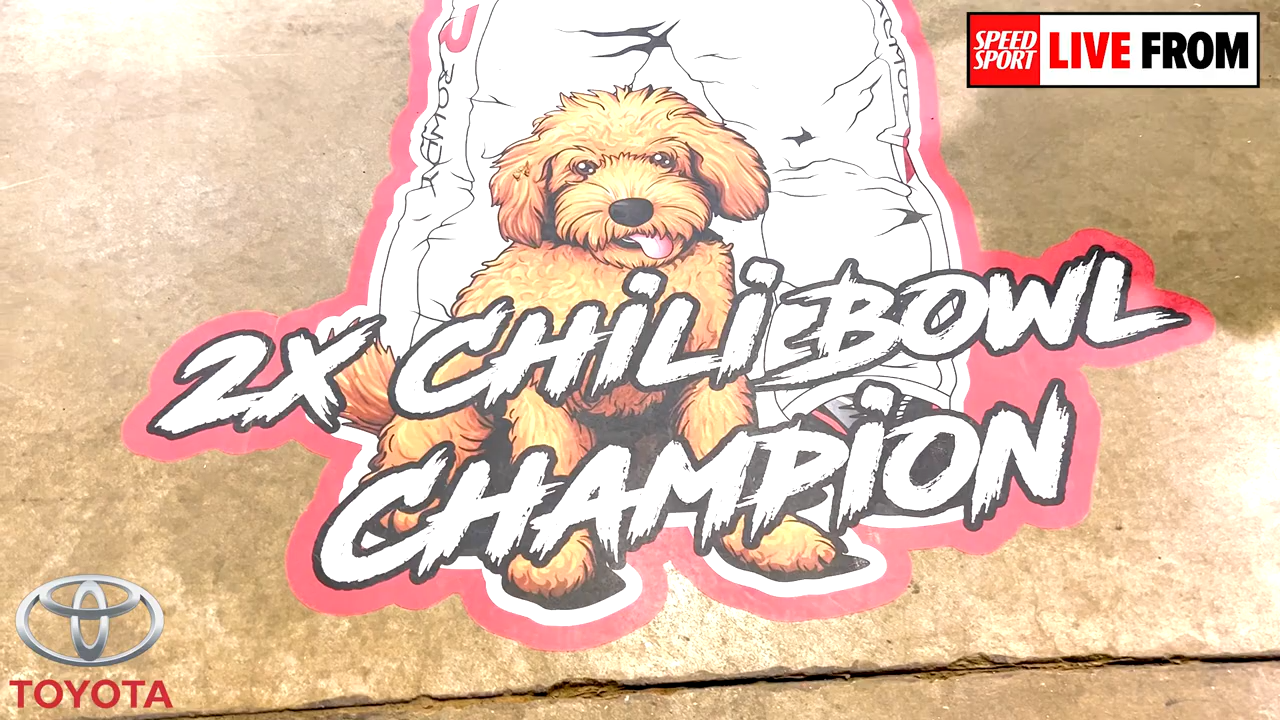 SPEED
SPORT
LIVE FROM
2X CHILI BOWL
CHAMPION
TOYOTA